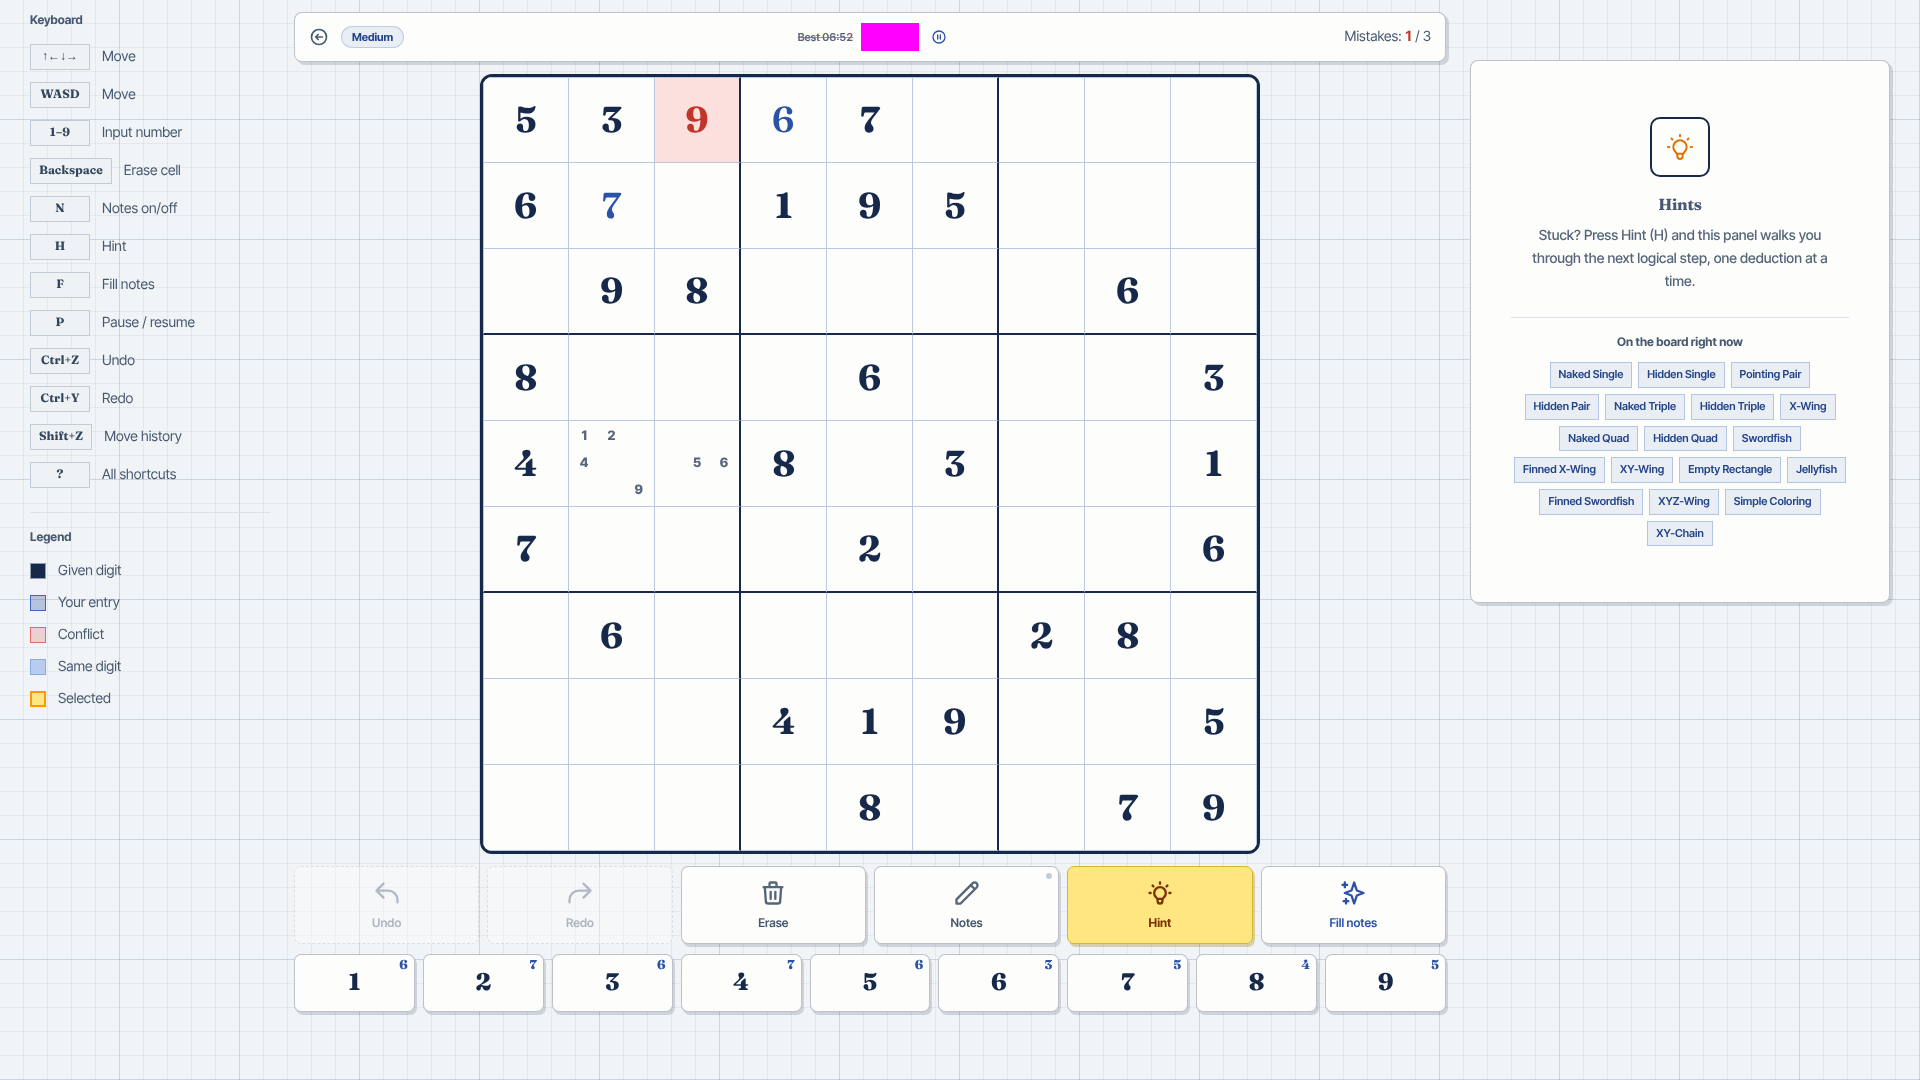 Keyboard
↑←↓→ Move
WASD Move
1–9 Input number
Backspace Erase cell
N Notes on/off
H Hint
F Fill notes
P Pause / resume
Ctrl+Z Undo
Ctrl+Y Redo
Shift+Z Move history
? All shortcuts
Legend
Given digit
Your entry
Conflict
Same digit
Selected
Medium
Best 06:52
Mistakes: 1 / 3
5 3 9 6 7
6 7 1 9 5
9 8 6
8 6 3
1 2
4 4 5 6 8 3 1
9
7 2 6
6 2 8
4 1 9 5
8 7 9
Undo
Redo
Erase
Notes
Hint
Fill notes
1 6
2 7
3 6
4 7
5 6
6 3
7 5
8 4
9 5
Hints
Stuck? Press Hint (H) and this panel walks you
through the next logical step, one deduction at a
time.
On the board right now
Naked Single Hidden Single Pointing Pair
Hidden Pair Naked Triple Hidden Triple X-Wing
Naked Quad Hidden Quad Swordfish
Finned X-Wing XY-Wing Empty Rectangle Jellyfish
Finned Swordfish XYZ-Wing Simple Coloring
XY-Chain